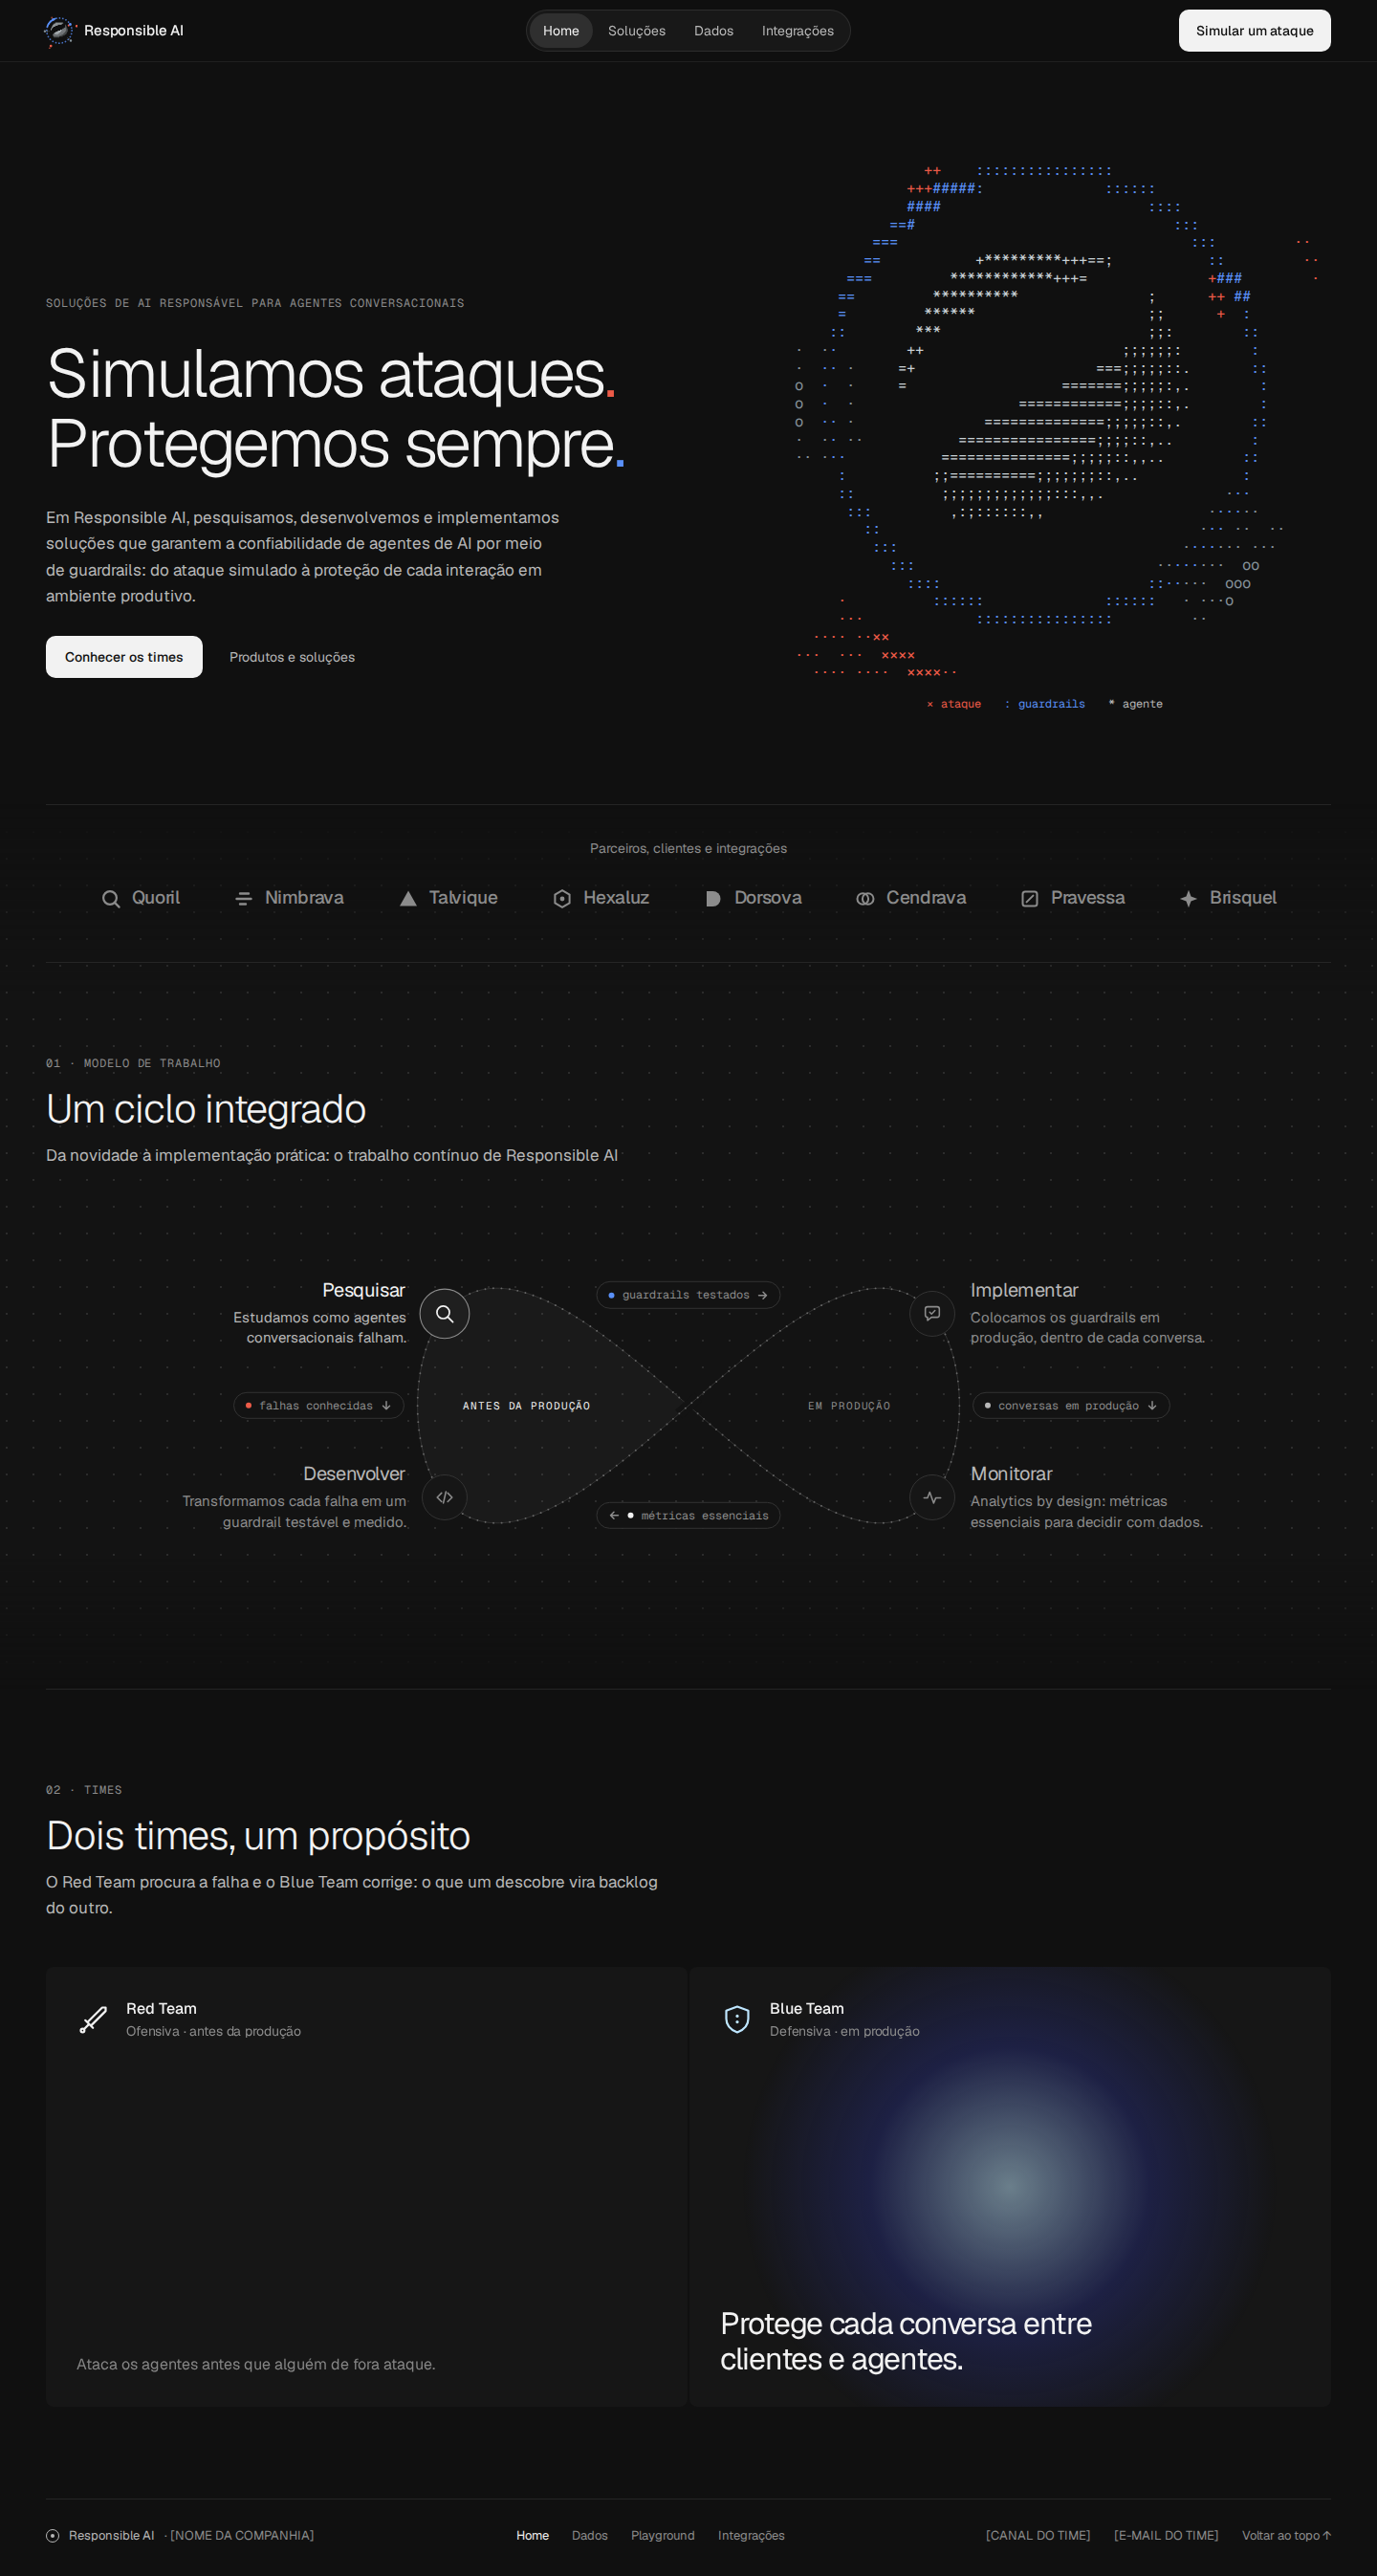 Responsible AI
Home Soluções Dados Integrações
Simular um ataque
SOLUÇÕES DE AI RESPONSÁVEL PARA AGENTES CONVERSACIONAIS
Simulamos ataques.
Protegemos sempre.
Em Responsible AI, pesquisamos, desenvolvemos e implementamos
soluções que garantem a confiabilidade de agentes de AI por meio
de guardrails: do ataque simulado à proteção de cada interação em
ambiente produtivo.
Conhecer os times
Produtos e soluções
× ataque : guardrails * agente
Parceiros, clientes e integrações
Quoril Nimbrava Talvique Hexaluz Dorsova Cendrava Pravessa Brisquel
01 · MODELO DE TRABALHO
Um ciclo integrado
Da novidade à implementação prática: o trabalho contínuo de Responsible AI
Pesquisar
Estudamos como agentes
conversacionais falham.
guardrails testados →
Implementar
Colocamos os guardrails em
produção, dentro de cada conversa.
falhas conhecidas ↓
ANTES DA PRODUÇÃO
EM PRODUÇÃO
conversas em produção ↓
Desenvolver
Transformamos cada falha em um
guardrail testável e medido.
← métricas essenciais
Monitorar
Analytics by design: métricas
essenciais para decidir com dados.
02 · TIMES
Dois times, um propósito
O Red Team procura a falha e o Blue Team corrige: o que um descobre vira backlog
do outro.
Red Team
Ofensiva · antes da produção
Ataca os agentes antes que alguém de fora ataque.
Blue Team
Defensiva · em produção
Protege cada conversa entre
clientes e agentes.
Responsible AI · [NOME DA COMPANHIA]
Home Dados Playground Integrações
[CANAL DO TIME] [E-MAIL DO TIME] Voltar ao topo ↑